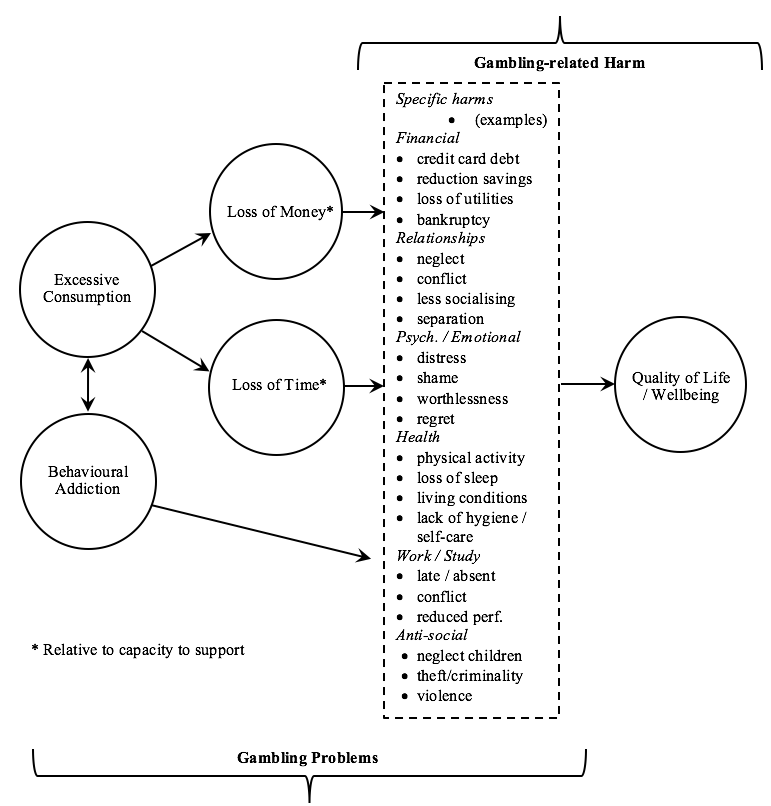 Gambling-related Harm
Specific harms
• (examples)
Financial
• credit card debt
• reduction savings
• loss of utilities
• bankruptcy
Relationships
• neglect
• conflict
• less socialising
• separation
Psych. / Emotional
• distress
• shame
• worthlessness
• regret
Health
• physical activity
• loss of sleep
• living conditions
• lack of hygiene /
self-care
Work / Study
• late / absent
• conflict
• reduced perf.
Anti-social
• neglect children
• theft/criminality
• violence
Loss of Money*
Excessive
Consumption
Loss of Time*
Behavioural
Addiction
Quality of Life
/ Wellbeing
* Relative to capacity to support
Gambling Problems